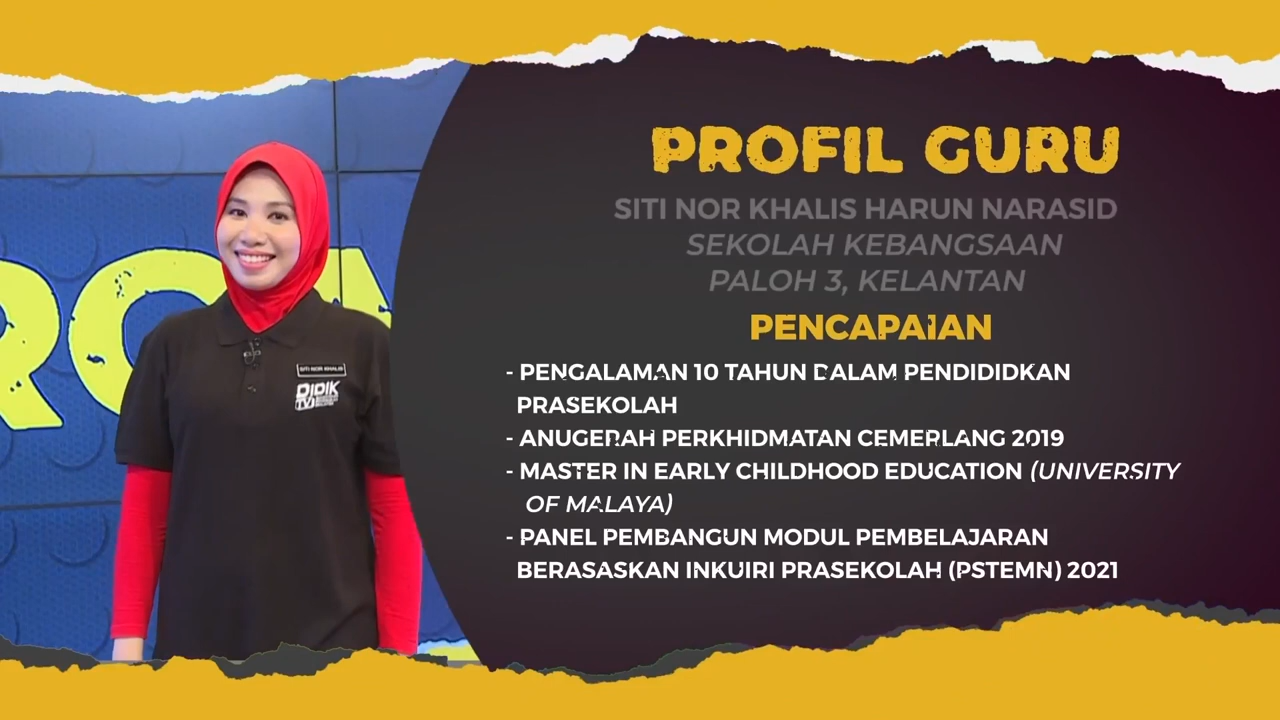 PROFIL GURU
SITI NOR KHALIS HARUN NARASID
SEKOLAH KEBANGSAAN
PALOH 3, KELANTAN
PENCAPAIAN
- PENGALAMAN 10 TAHUN DALAM PENDIDIDKAN
PRASEKOLAH
- ANUGERAH PERKHIDMATAN CEMERLANG 2019
- MASTER IN EARLY CHILDHOOD EDUCATION (UNIVERSITY
OF MALAYA)
- PANEL PEMBANGUN MODUL PEMBELAJARAN
BERASASKAN INKUIRI PRASEKOLAH (PSTEMN) 2021
SITI NOR KHALIS
DIDIK
TV